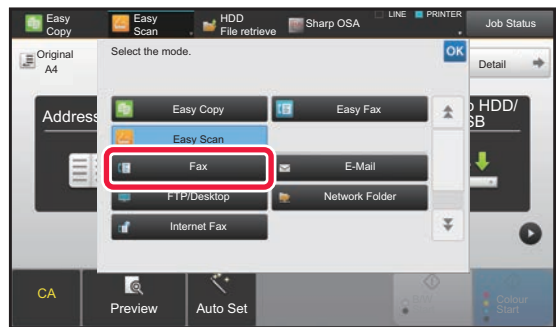 Easy
Copy
Easy
Scan
HDD
File retrieve
Sharp OSA
LINE
PRINTER
Job Status
Original
A4
Select the mode.
OK
Detail
Address
HDD/
Easy Copy
Easy Fax
Easy Scan
Fax
E-Mail
FTP/Desktop
Network Folder
Internet Fax
CA
Preview
Auto Set
B/W
Start
Colour
Start